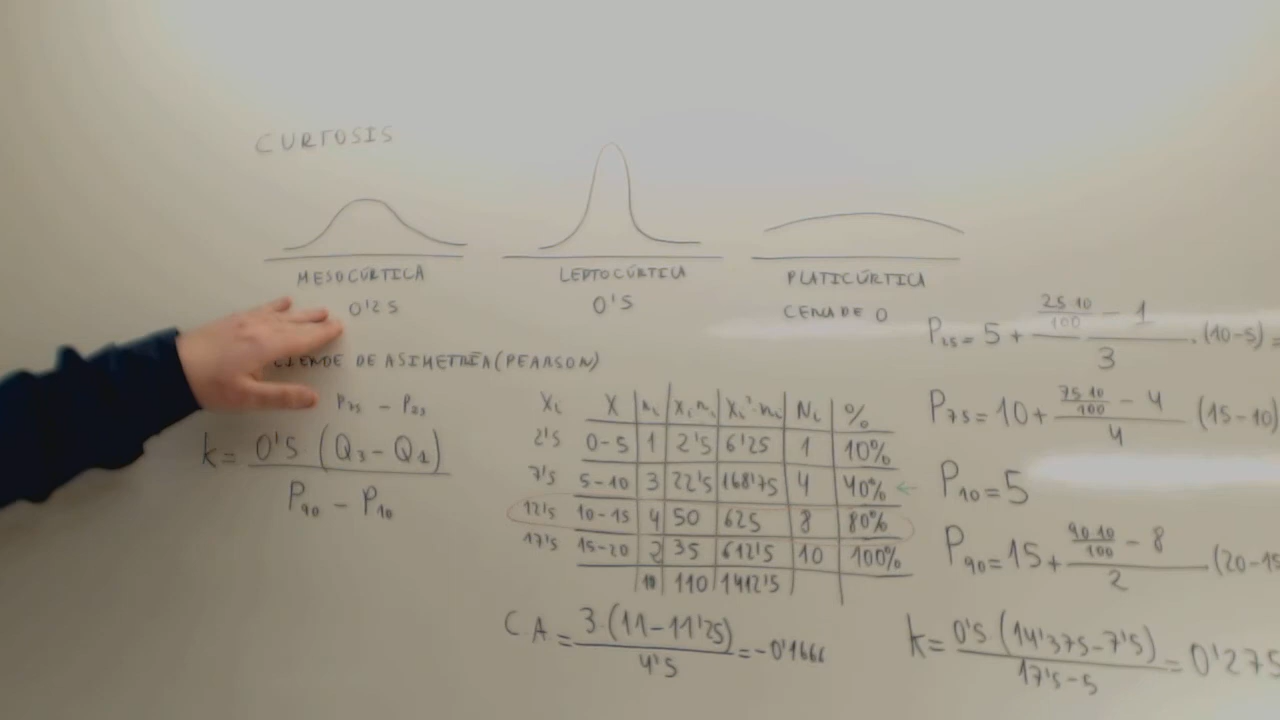 CURTOSIS
MESOCÚRTICA LEPTOCÚRTICA PLATICÚRTICA
0'25 0'5 CERCA DE 0
DE ASIMETRÍA (PEARSON)
P₇₅ - P₂₅
k = 0'5 (Q₃ - Q₁) / P₉₀ - P₁₀
Xi X ni Xi·ni Xi²·ni Ni %
2'5 0-5 1 2'5 6'25 1 10%
7'5 5-10 3 22'5 168'75 4 40% ←
12'5 10-15 4 50 625 8 80%
17'5 15-20 2 35 612'5 10 100%
10 110 1412'5
CA = 3·(11 - 11'25) / 4'5 = -0'1666
P₂₅ = 5 + (25·10/100 - 1) / 3 · (10-5) =
P₇₅ = 10 + (75·10/100 - 4) / 4 (15-10)
P₁₀ = 5
P₉₀ = 15 + (90·10/100 - 8) / 2 (20-15
k = 0'5 (14'375 - 7'5) / 17'5 - 5 = 0'275